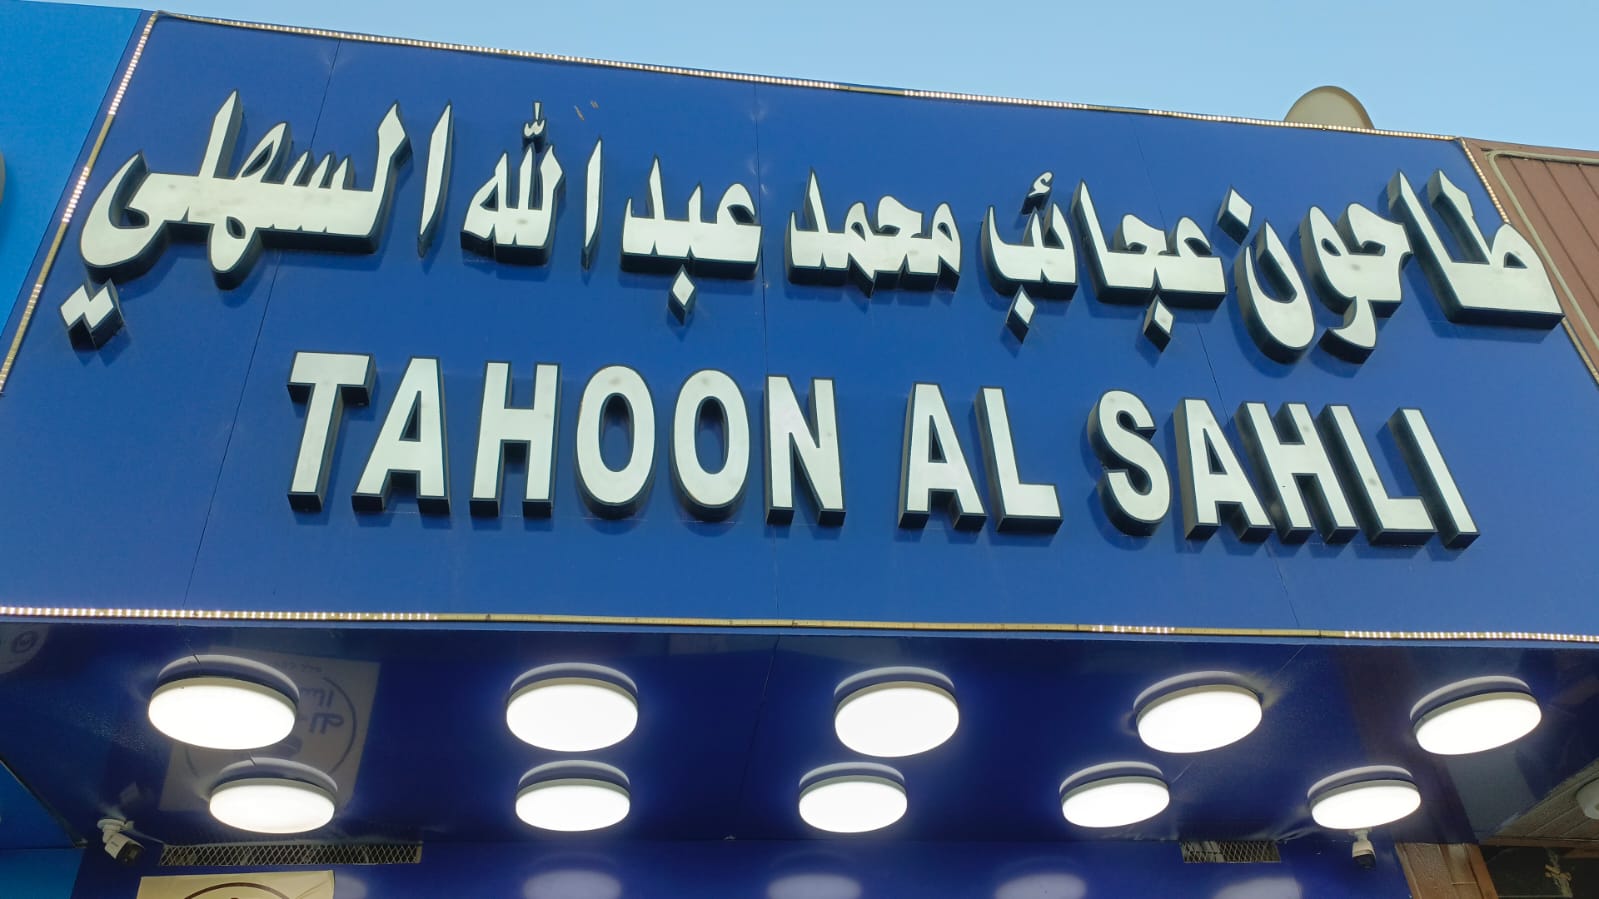 طاحون عجائب محمد عبد الله السهلي
TAHOON AL SAHLI